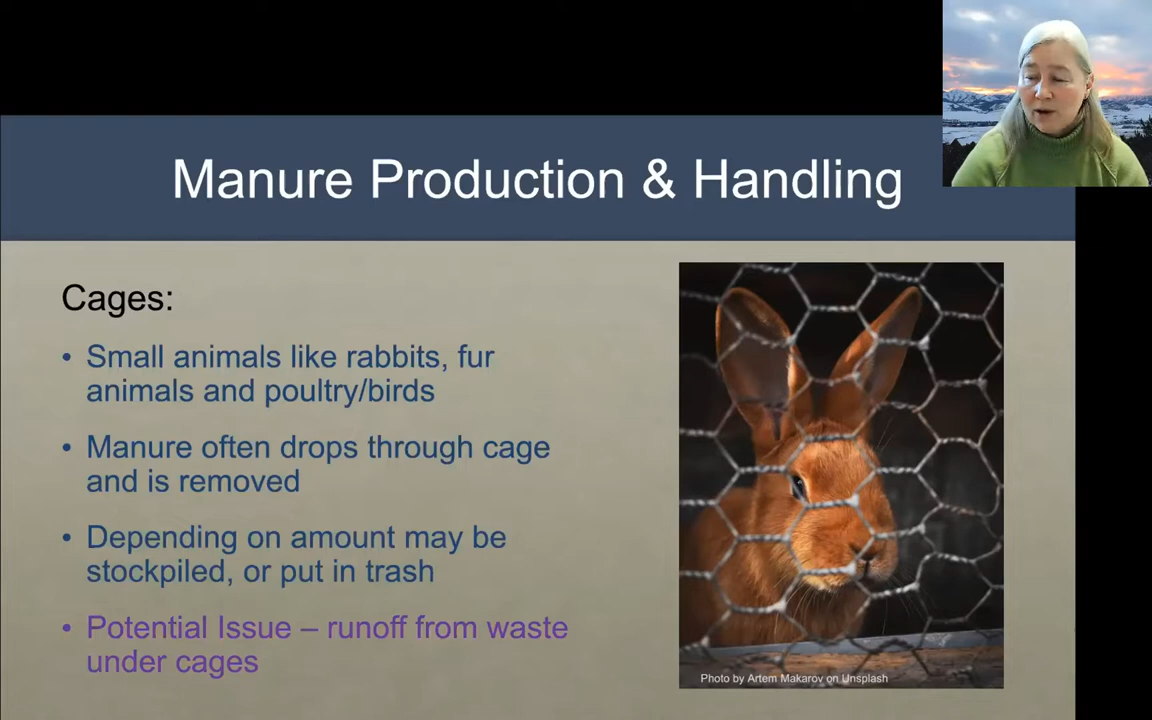 Manure Production & Handling
Cages:
• Small animals like rabbits, fur
animals and poultry/birds
• Manure often drops through cage
and is removed
• Depending on amount may be
stockpiled, or put in trash
• Potential Issue – runoff from waste
under cages
Photo by Artem Makarov on Unsplash